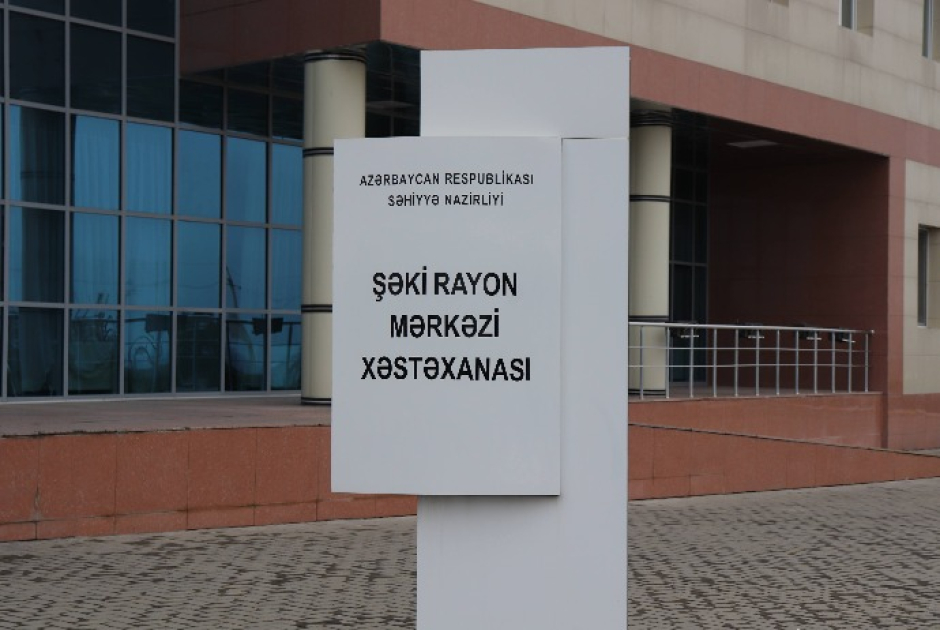 AZƏRBAYCAN RESPUBLİKASI
SƏHİYYƏ NAZİRLİYİ
ŞƏKİ RAYON
MƏRKƏZİ
XƏSTƏXANASI